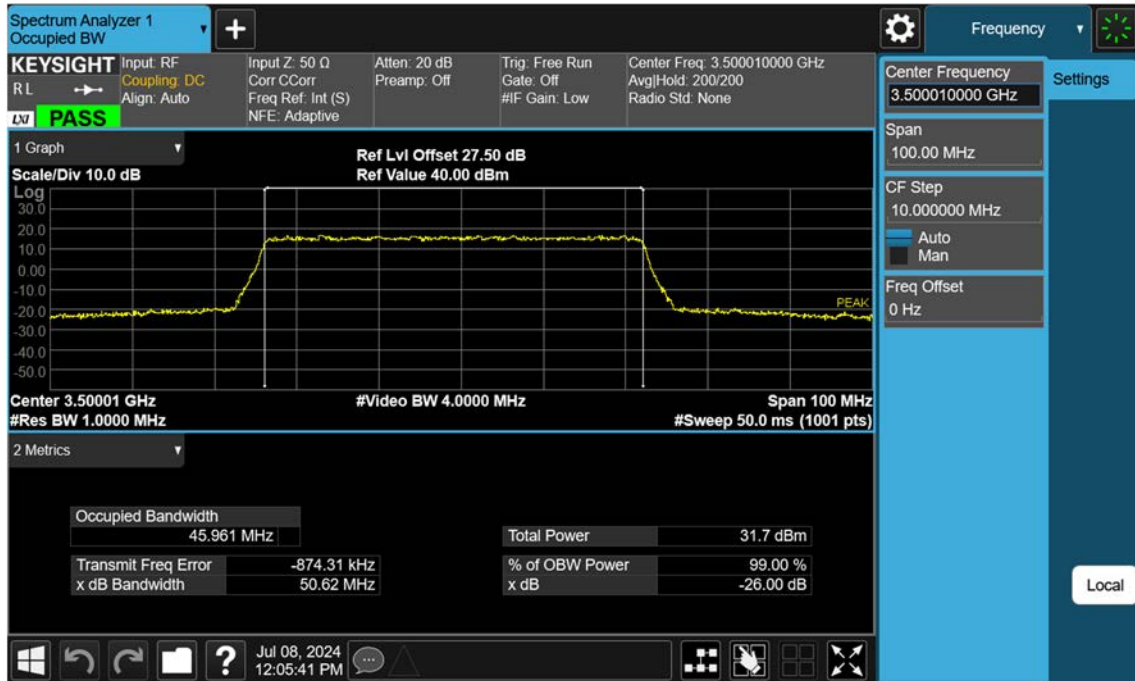 Spectrum Analyzer 1
Occupied BW
+
Frequency
KEYSIGHT
R L
LXI
PASS
Input: RF
Coupling: DC
Align: Auto
Input Z: 50 Ω
Corr CCorr
Freq Ref: Int (S)
NFE: Adaptive
Atten: 20 dB
Preamp: Off
Trig: Free Run
Gate: Off
#IF Gain: Low
Center Freq: 3.500010000 GHz
Avg|Hold: 200/200
Radio Std: None
Center Frequency
3.500010000 GHz
Settings
Span
100.00 MHz
CF Step
10.000000 MHz
Auto
Man
Freq Offset
0 Hz
Local
1 Graph
Scale/Div 10.0 dB
Ref Lvl Offset 27.50 dB
Ref Value 40.00 dBm
Log
30.0
20.0
10.0
0.00
-10.0
-20.0
-30.0
-40.0
-50.0
PEAK
Center 3.50001 GHz
#Res BW 1.0000 MHz
#Video BW 4.0000 MHz
Span 100 MHz
#Sweep 50.0 ms (1001 pts)
2 Metrics
Occupied Bandwidth
45.961 MHz
Total Power 31.7 dBm
Transmit Freq Error -874.31 kHz
% of OBW Power 99.00 %
x dB Bandwidth 50.62 MHz
x dB -26.00 dB
?
Jul 08, 2024
12:05:41 PM